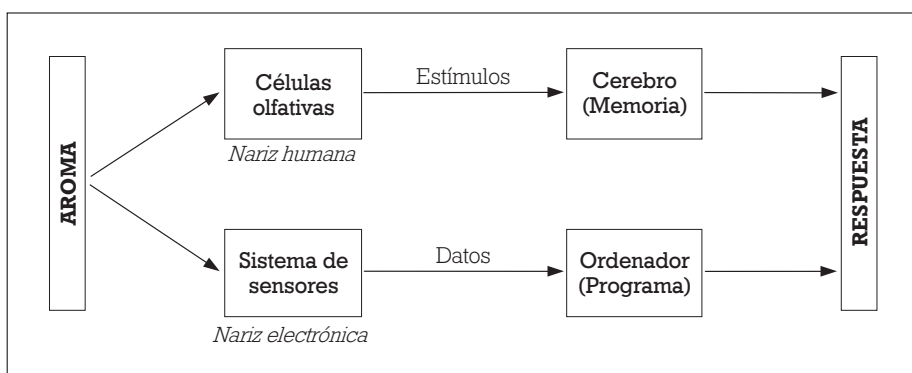 AROMA
Células
olfativas
Nariz humana
Estímulos
Cerebro
(Memoria)
Sistema de
sensores
Nariz electrónica
Datos
Ordenador
(Programa)
RESPUESTA